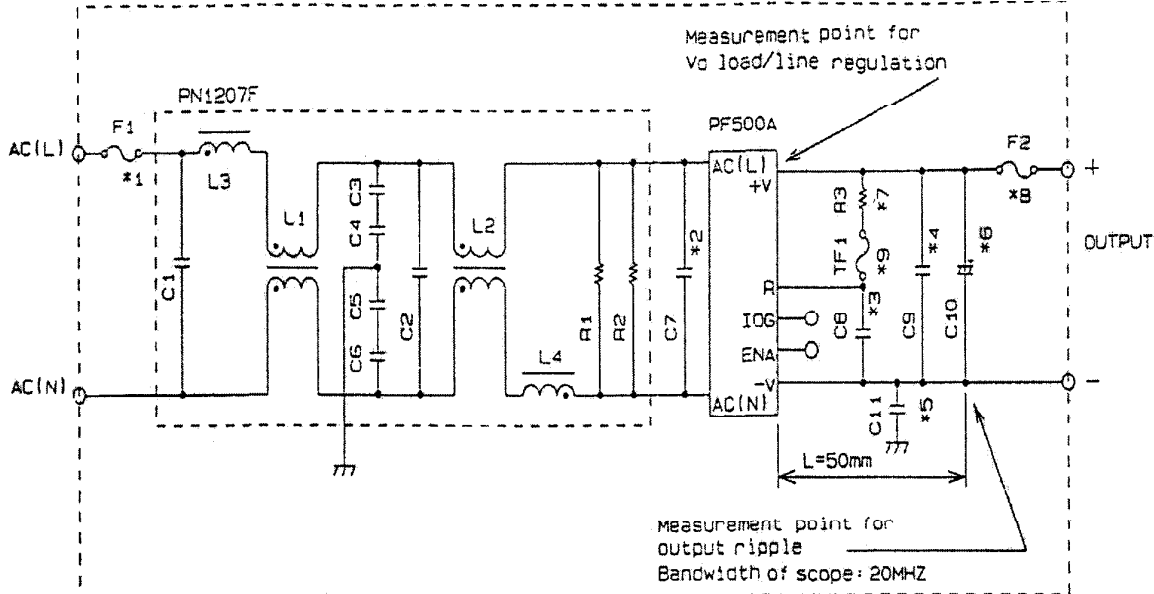 Measurement point for
Vo load/line regulation
PN1207F
PF500A
AC(L)
F1
*1
L3
L1
C1
C3
C4
C5
C6
C2
L2
L4
R1
R2
C7
*2
AC(L)
+V
R
IOG
ENA
-V
AC(N)
R3
*7
TF1
*9
C8
*3
C9
*4
C10
*6
C11
*5
F2
*8
+
OUTPUT
-
AC(N)
L=50mm
Measurement point for
output ripple
Bandwidth of scope: 20MHZ